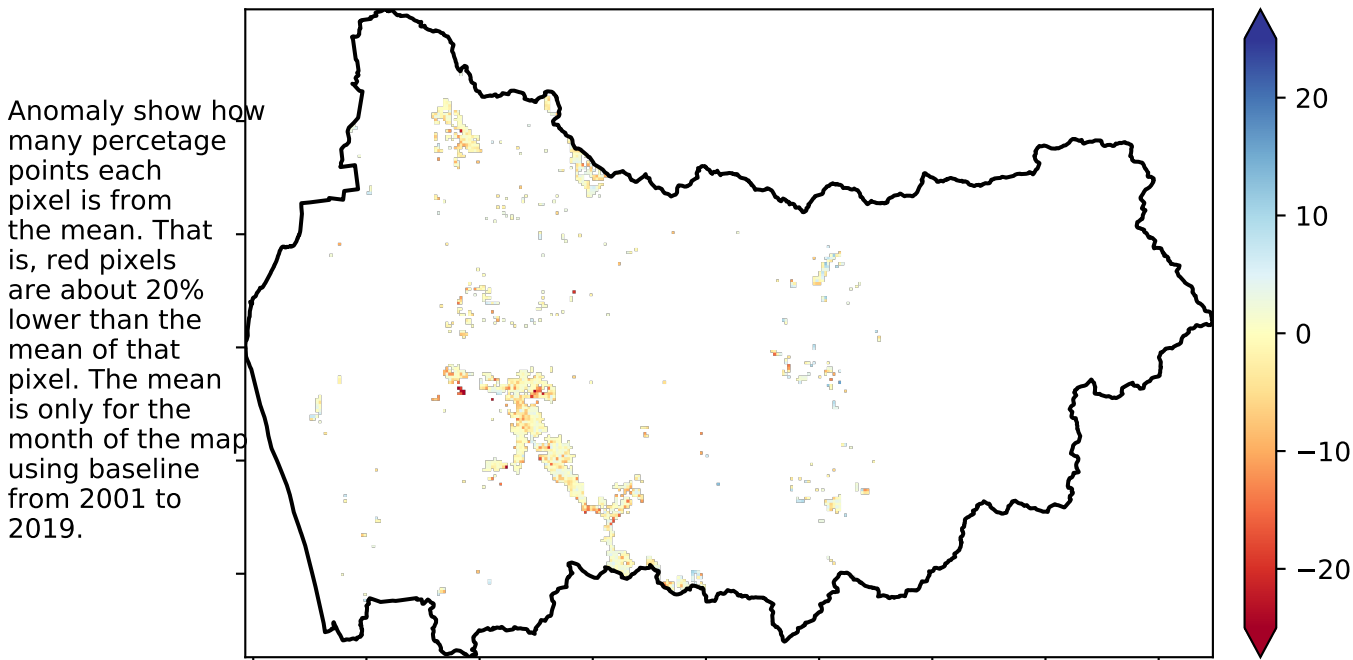 Anomaly show how
many percetage
points each
pixel is from
the mean. That
is, red pixels
are about 20%
lower than the
mean of that
pixel. The mean
is only for the
month of the map
using baseline
from 2001 to
2019.
20
10
0
−10
−20